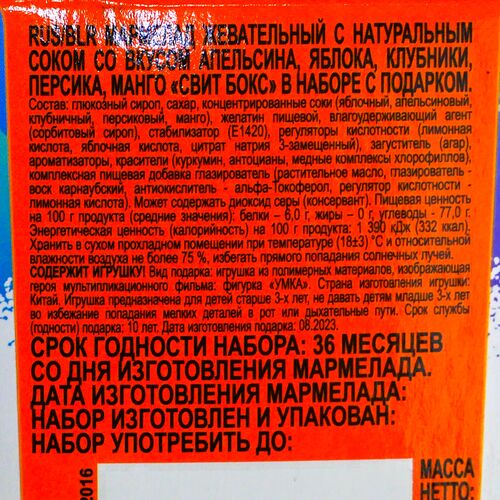 RUS/BLR МАРМЕЛАД ЖЕВАТЕЛЬНЫЙ С НАТУРАЛЬНЫМ
СОКОМ СО ВКУСОМ АПЕЛЬСИНА, ЯБЛОКА, КЛУБНИКИ,
ПЕРСИКА, МАНГО «СВИТ БОКС» В НАБОРЕ С ПОДАРКОМ.
Состав: глюкозный сироп, сахар, концентрированные соки (яблочный, апельсиновый,
клубничный, персиковый, манго), желатин пищевой, влагоудерживающий агент
(сорбитовый сироп), стабилизатор (Е1420), регуляторы кислотности (лимонная
кислота, яблочная кислота, цитрат натрия 3-замещенный), загуститель (агар),
ароматизаторы, красители (куркумин, антоцианы, медные комплексы хлорофиллов),
комплексная пищевая добавка глазирователь (растительное масло, глазирователь -
воск карнаубский, антиокислитель - альфа-Токоферол, регулятор кислотности -
лимонная кислота). Может содержать диоксид серы (консервант). Пищевая ценность
на 100 г продукта (средние значения): белки – 6,0 г, жиры – 0 г, углеводы - 77,0 г.
Энергетическая ценность (калорийность) на 100 г продукта: 1 390 кДж (332 ккал).
Хранить в сухом прохладном помещении при температуре (18±3) °С и относительной
влажности воздуха не более 75 %, избегать прямого попадания солнечных лучей.
СОДЕРЖИТ ИГРУШКУ! Вид подарка: игрушка из полимерных материалов, изображающая
героя мультипликационного фильма: фигурка «УМКА». Страна изготовления игрушки:
Китай. Игрушка предназначена для детей старше 3-х лет, не давать детям младше 3-х лет
во избежание попадания мелких деталей в рот или дыхательные пути. Срок службы
(годности) подарка: 10 лет. Дата изготовления подарка: 08.2023.
СРОК ГОДНОСТИ НАБОРА: 36 МЕСЯЦЕВ
СО ДНЯ ИЗГОТОВЛЕНИЯ МАРМЕЛАДА.
ДАТА ИЗГОТОВЛЕНИЯ МАРМЕЛАДА:
НАБОР ИЗГОТОВЛЕН И УПАКОВАН:
НАБОР УПОТРЕБИТЬ ДО:
2016
МАССА
НЕТТО: